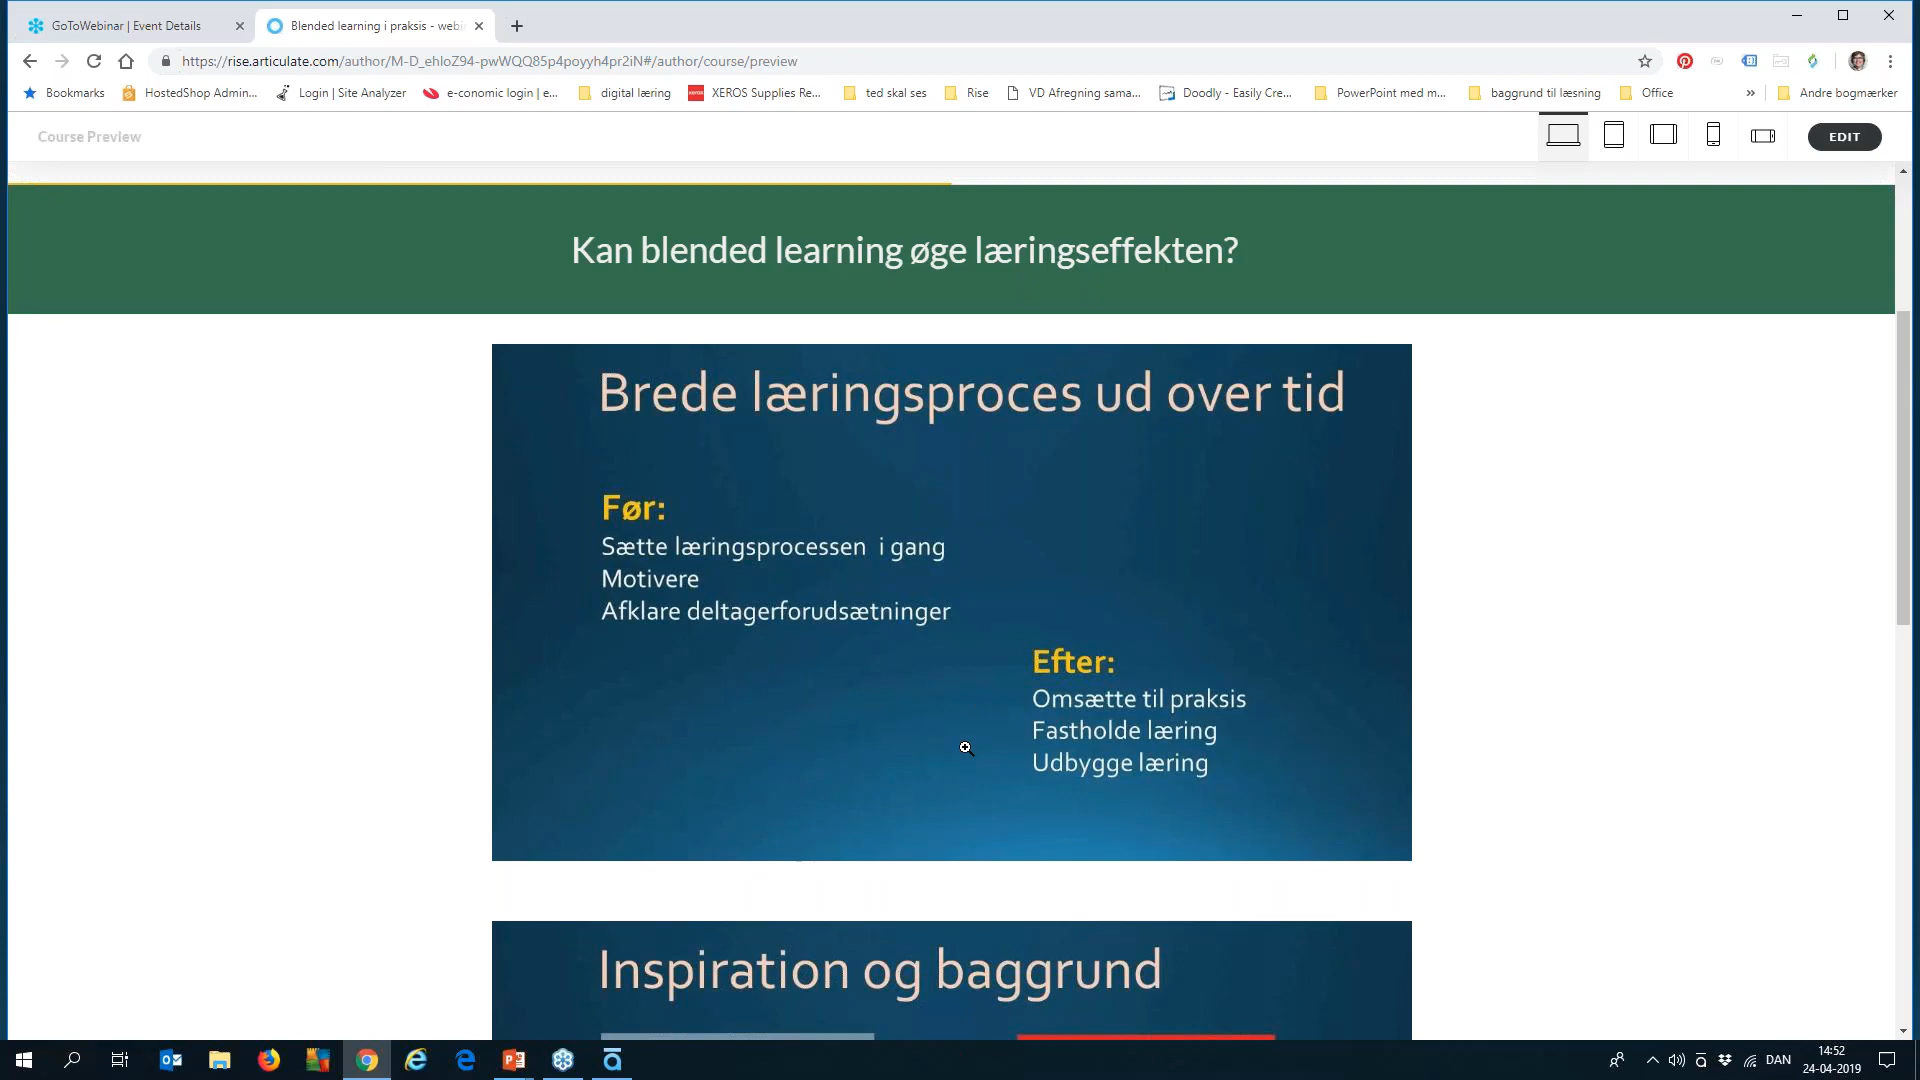 GoToWebinar | Event Details
Blended learning i praksis - webi
https://rise.articulate.com/author/M-D_ehloZ94-pwWQQ85p4poyyh4pr2iN#/author/course/preview
Bookmarks
HostedShop Admin...
Login | Site Analyzer
e-conomic login | e...
digital læring
XEROS Supplies Re...
ted skal ses
Rise
VD Afregning sama...
Doodly - Easily Cre...
PowerPoint med m...
baggrund til læsning
Office
»
Andre bogmærker
Course Preview
EDIT
Kan blended learning øge læringseffekten?
Brede læringsproces ud over tid
Før:
Sætte læringsprocessen i gang
Motivere
Afklare deltagerforudsætninger
Efter:
Omsætte til praksis
Fastholde læring
Udbygge læring
Inspiration og baggrund
DAN
14:52
24-04-2019